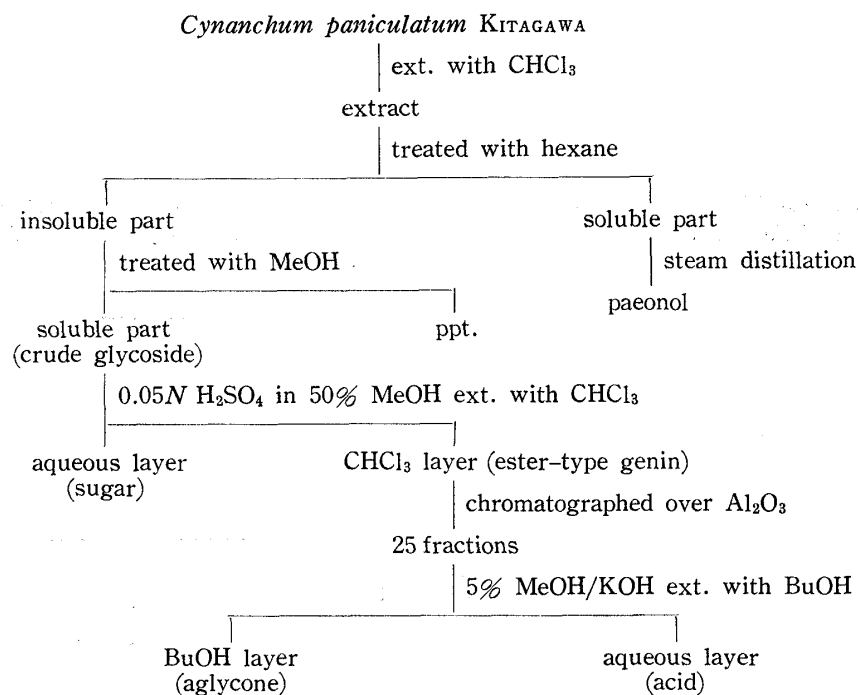 Cynanchum paniculatum KITAGAWA
ext. with CHCl₃
extract
treated with hexane
insoluble part
soluble part
treated with MeOH
steam distillation
soluble part
(crude glycoside)
ppt.
paeonol
0.05N H₂SO₄ in 50% MeOH ext. with CHCl₃
aqueous layer
(sugar)
CHCl₃ layer (ester-type genin)
chromatographed over Al₂O₃
25 fractions
5% MeOH/KOH ext. with BuOH
BuOH layer
(aglycone)
aqueous layer
(acid)